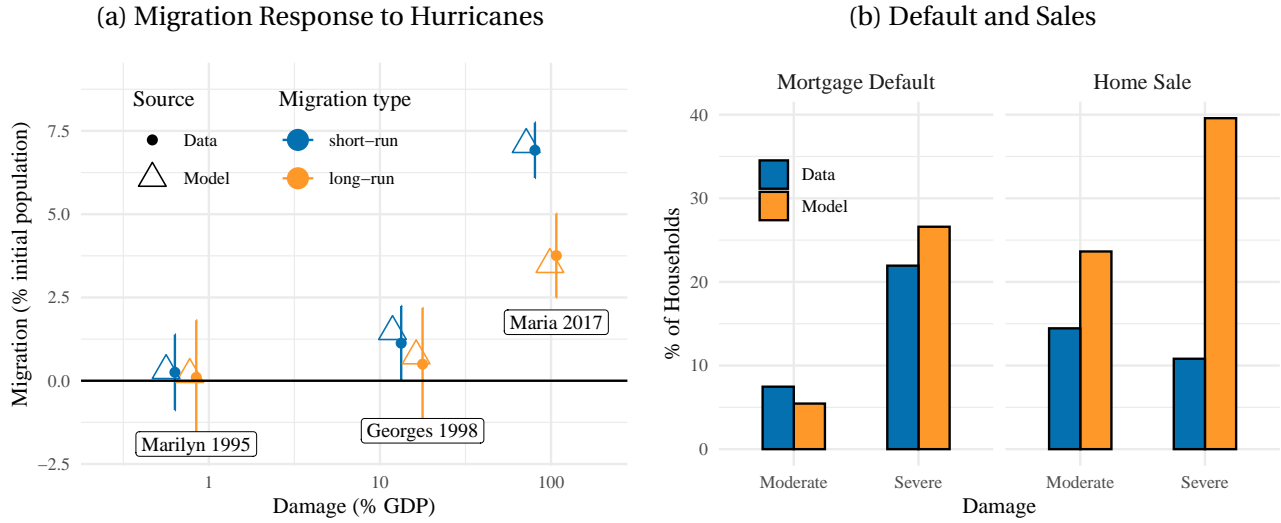 (a) Migration Response to Hurricanes
Migration (% initial population)
7.5
5.0
2.5
0.0
−2.5
Source
Data
Model
Migration type
short−run
long−run
Marilyn 1995
Georges 1998
Maria 2017
1
10
100
Damage (% GDP)
(b) Default and Sales
Mortgage Default
Home Sale
% of Households
40
30
20
10
0
Data
Model
Moderate
Severe
Moderate
Severe
Damage